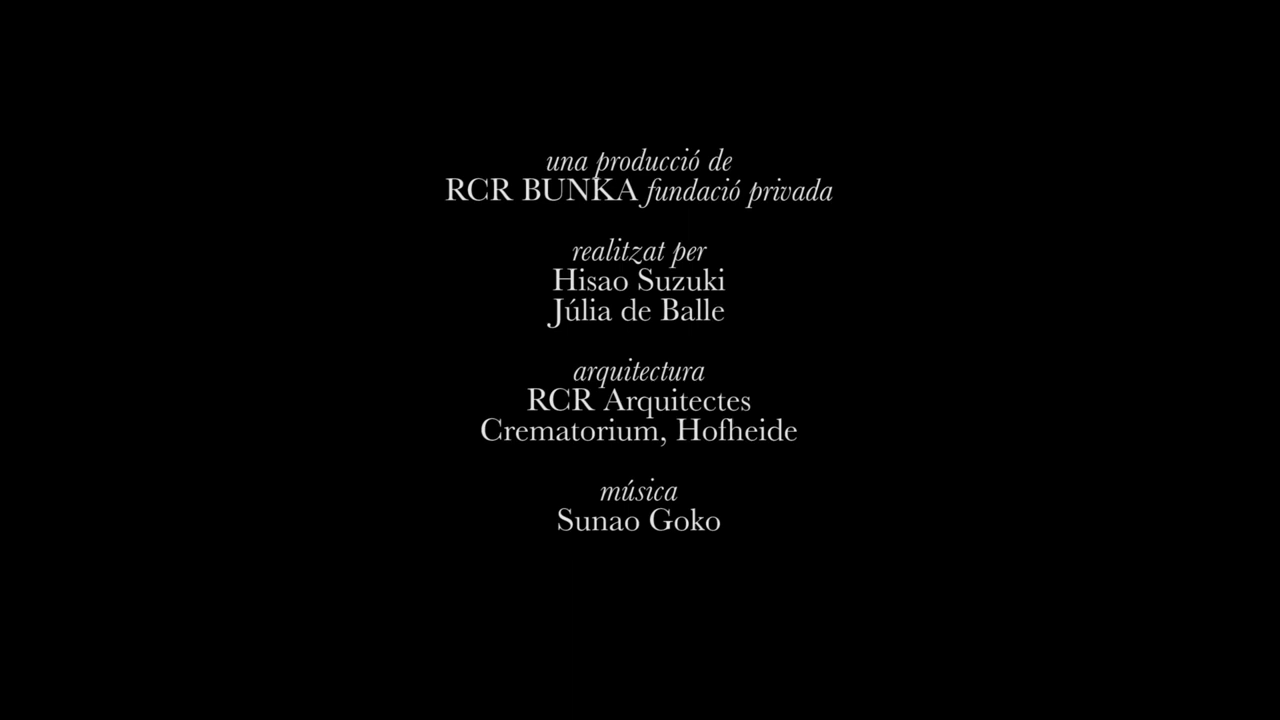 una producció de
RCR BUNKA fundació privada
realitzat per
Hisao Suzuki
Júlia de Balle
arquitectura
RCR Arquitectes
Crematorium, Hofheide
música
Sunao Goko